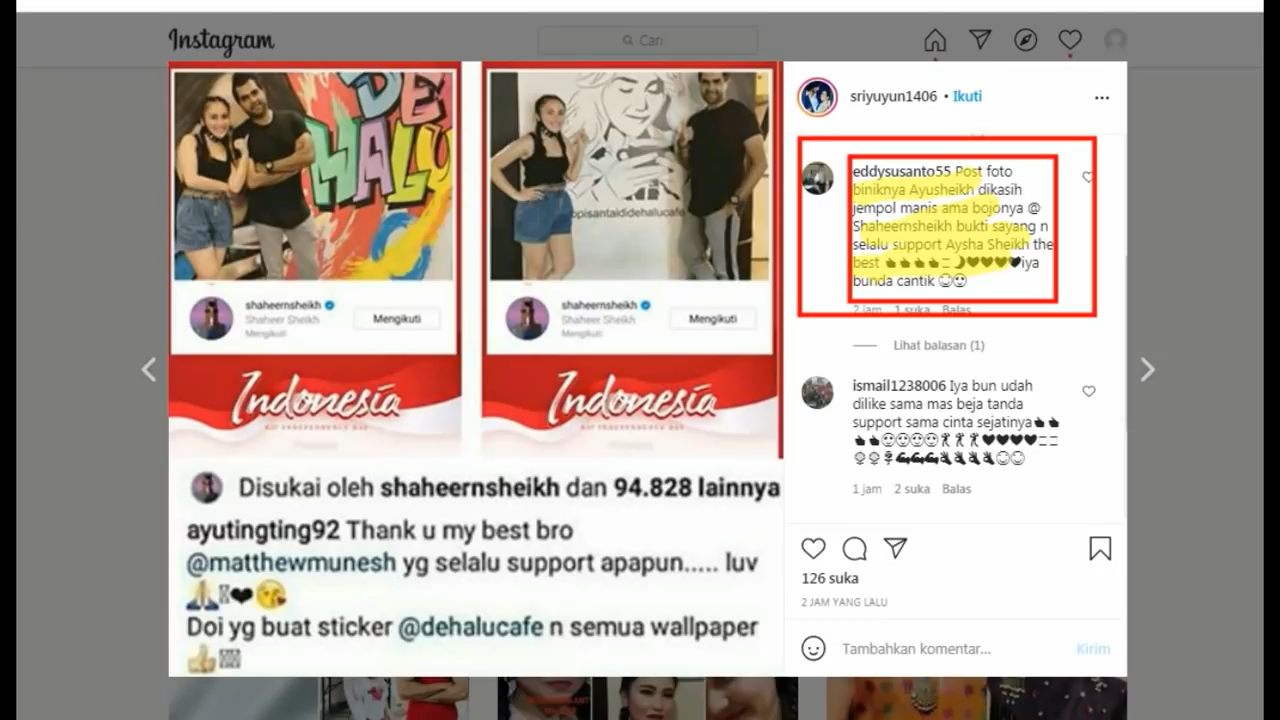 Instagram
Cari
DE
HALU
opisantaididehalucafe
shaheernsheikh
Shaheer Sheikh
Mengikuti
Mengikuti
shaheernsheikh
Shaheer Sheikh
Mengikuti
Mengikuti
Indonesia
Indonesia
Disukai oleh shaheernsheikh dan 94.828 lainnya
ayutingting92 Thank u my best bro
@matthewmunesh yg selalu support apapun..... luv
🙏❤😘
Doi yg buat sticker @dehalucafe n semua wallpaper
👍
sriyuyun1406 • Ikuti
eddysusanto55 Post foto
biniknya Ayusheikh dikasih
jempol manis ama bojonya @
Shaheernsheikh bukti sayang n
selalu support Aysha Sheikh the
best 👍👍👍👍🌙♥♥♥♥iya
bunda cantik ☺☺
2 jam 1 suka Balas
Lihat balasan (1)
ismail1238006 Iya bun udah
dilike sama mas beja tanda
support sama cinta sejatinya👍👍
1 jam 2 suka Balas
126 suka
2 JAM YANG LALU
Tambahkan komentar...
Kirim